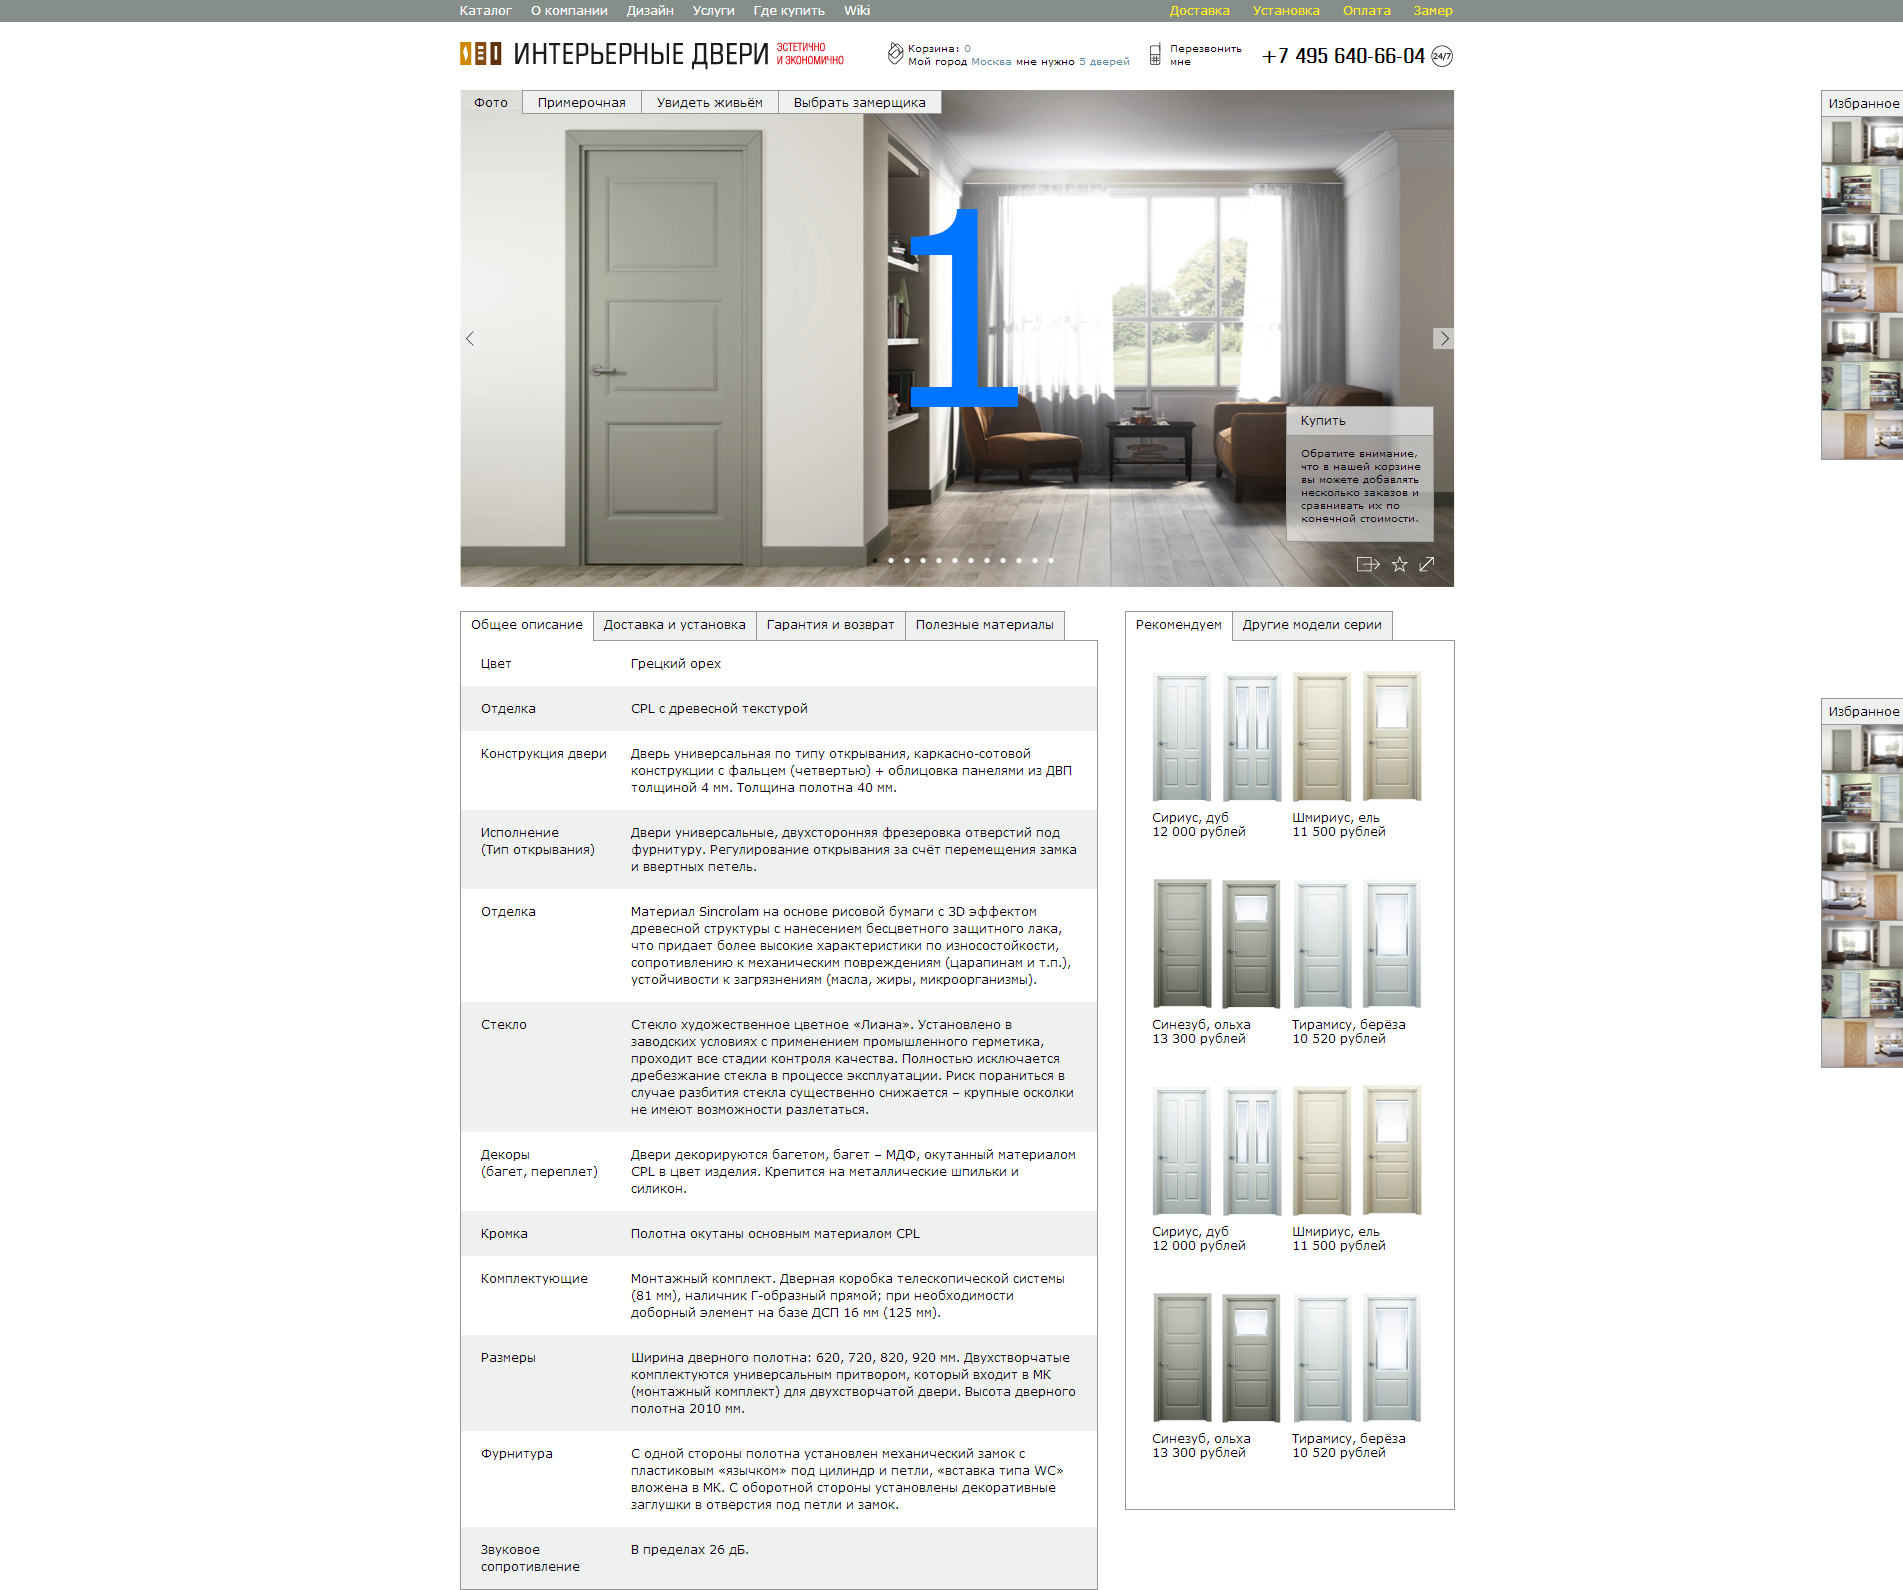 Каталог О компании Дизайн Услуги Где купить Wiki Доставка Установка Оплата Замер
ИНТЕРЬЕРНЫЕ ДВЕРИ
ЭСТЕТИЧНО
И ЭКОНОМИЧНО
Корзина: 0
Мой город Москва мне нужно 5 дверей
Перезвонить
мне
+7 495 640-66-04 24/7
Фото Примерочная Увидеть живьём Выбрать замерщика
Избранное
1
Купить
Обратите внимание,
что в нашей корзине
вы можете добавлять
несколько заказов и
сравнивать их по
конечной стоимости.
Общее описание Доставка и установка Гарантия и возврат Полезные материалы
Цвет Грецкий орех
Отделка CPL с древесной текстурой
Конструкция двери Дверь универсальная по типу открывания, каркасно-сотовой
конструкции с фальцем (четвертью) + облицовка панелями из ДВП
толщиной 4 мм. Толщина полотна 40 мм.
Исполнение Двери универсальные, двухсторонняя фрезеровка отверстий под
(Тип открывания) фурнитуру. Регулирование открывания за счёт перемещения замка
и ввертных петель.
Отделка Материал Sincrolam на основе рисовой бумаги с 3D эффектом
древесной структуры с нанесением бесцветного защитного лака,
что придает более высокие характеристики по износостойкости,
сопротивлению к механическим повреждениям (царапинам и т.п.),
устойчивости к загрязнениям (масла, жиры, микроорганизмы).
Стекло Стекло художественное цветное «Лиана». Установлено в
заводских условиях с применением промышленного герметика,
проходит все стадии контроля качества. Полностью исключается
дребезжание стекла в процессе эксплуатации. Риск пораниться в
случае разбития стекла существенно снижается – крупные осколки
не имеют возможности разлетаться.
Декоры Двери декорируются багетом, багет – МДФ, окутанный материалом
(багет, переплет) CPL в цвет изделия. Крепится на металлические шпильки и
силикон.
Кромка Полотна окутаны основным материалом CPL
Комплектующие Монтажный комплект. Дверная коробка телескопической системы
(81 мм), наличник Г-образный прямой; при необходимости
доборный элемент на базе ДСП 16 мм (125 мм).
Размеры Ширина дверного полотна: 620, 720, 820, 920 мм. Двухстворчатые
комплектуются универсальным притвором, который входит в МК
(монтажный комплект) для двухстворчатой двери. Высота дверного
полотна 2010 мм.
Фурнитура С одной стороны полотна установлен механический замок с
пластиковым «язычком» под цилиндр и петли, «вставка типа WC»
вложена в МК. С оборотной стороны установлены декоративные
заглушки в отверстия под петли и замок.
Звуковое В пределах 26 дБ.
сопротивление
Рекомендуем Другие модели серии
Сириус, дуб Шмириус, ель
12 000 рублей 11 500 рублей
Синезуб, ольха Тирамису, берёза
13 300 рублей 10 520 рублей
Сириус, дуб Шмириус, ель
12 000 рублей 11 500 рублей
Синезуб, ольха Тирамису, берёза
13 300 рублей 10 520 рублей
Избранное